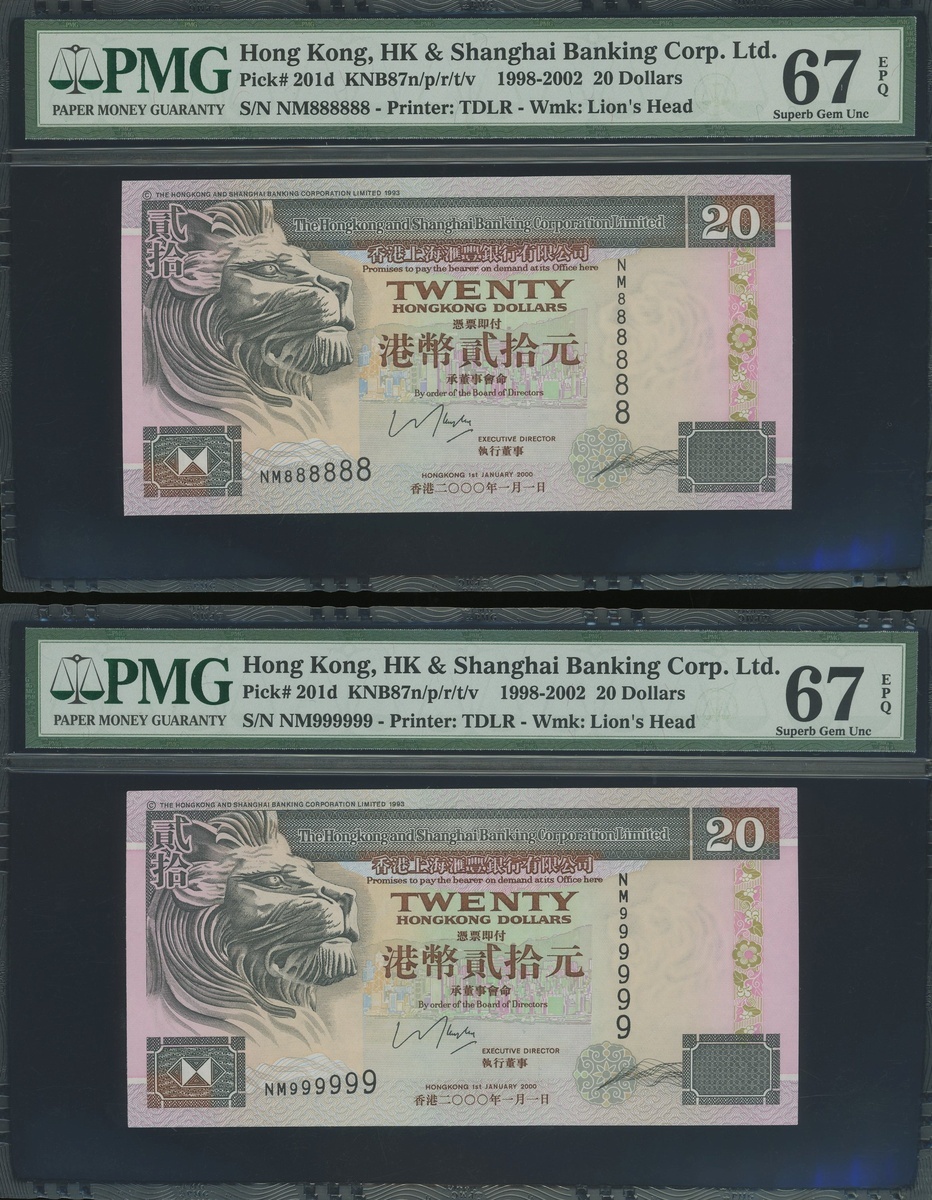 PMG
PAPER MONEY GUARANTY
Hong Kong, HK & Shanghai Banking Corp. Ltd.
Pick# 201d KNB87n/p/r/t/v 1998-2002 20 Dollars
S/N NM888888 - Printer: TDLR - Wmk: Lion's Head
67
EPQ
Superb Gem Unc
© THE HONGKONG AND SHANGHAI BANKING CORPORATION LIMITED 1993
貳拾
The Hongkong and Shanghai Banking Corporation Limited
20
香港上海滙豐銀行有限公司
Promises to pay the bearer on demand at its Office here
TWENTY
HONGKONG DOLLARS
憑票即付
港幣貳拾元
承董事會命
By order of the Board of Directors
NM888888
EXECUTIVE DIRECTOR
執行董事
NM888888
HONGKONG 1st JANUARY 2000
香港二〇〇〇年一月一日
PMG
PAPER MONEY GUARANTY
Hong Kong, HK & Shanghai Banking Corp. Ltd.
Pick# 201d KNB87n/p/r/t/v 1998-2002 20 Dollars
S/N NM999999 - Printer: TDLR - Wmk: Lion's Head
67
EPQ
Superb Gem Unc
© THE HONGKONG AND SHANGHAI BANKING CORPORATION LIMITED 1993
貳拾
The Hongkong and Shanghai Banking Corporation Limited
20
香港上海滙豐銀行有限公司
Promises to pay the bearer on demand at its Office here
TWENTY
HONGKONG DOLLARS
憑票即付
港幣貳拾元
承董事會命
By order of the Board of Directors
NM999999
EXECUTIVE DIRECTOR
執行董事
NM999999
HONGKONG 1st JANUARY 2000
香港二〇〇〇年一月一日